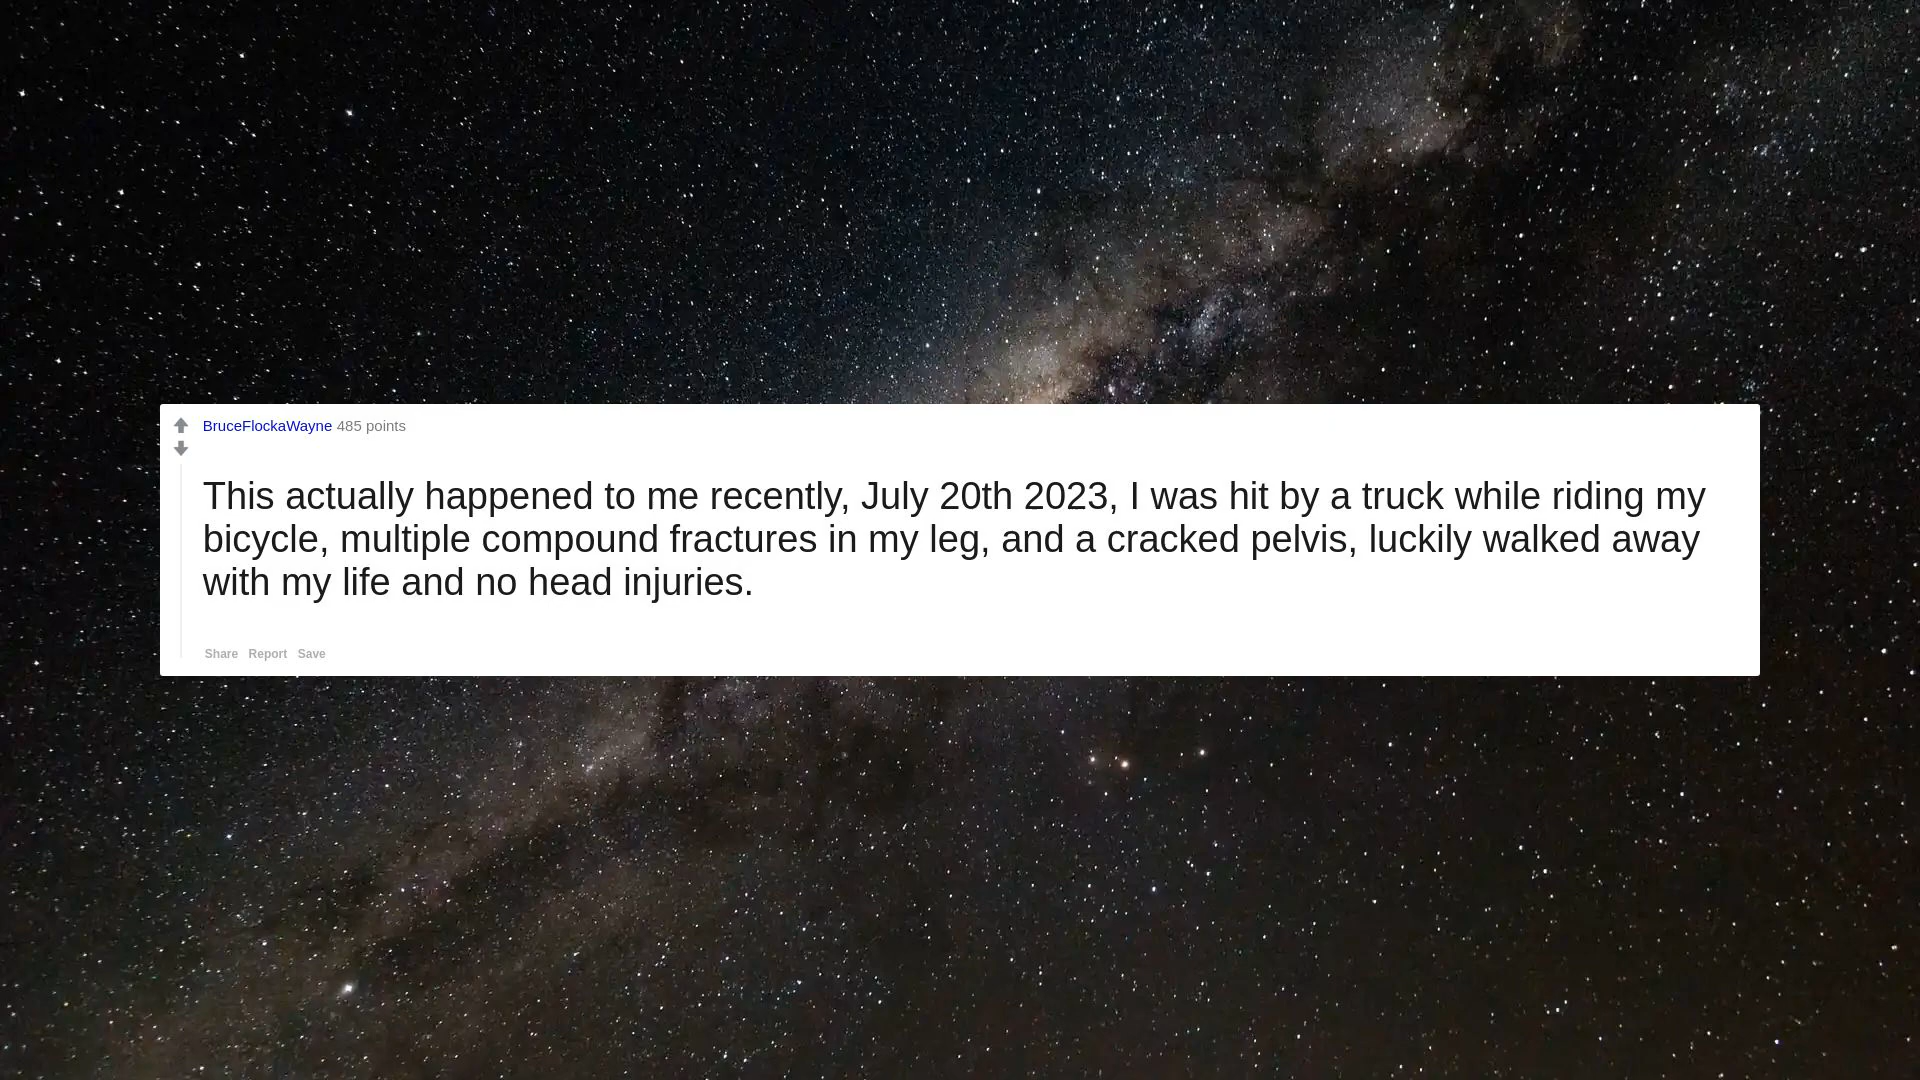 BruceFlockaWayne 485 points
This actually happened to me recently, July 20th 2023, I was hit by a truck while riding my
bicycle, multiple compound fractures in my leg, and a cracked pelvis, luckily walked away
with my life and no head injuries.
Share Report Save